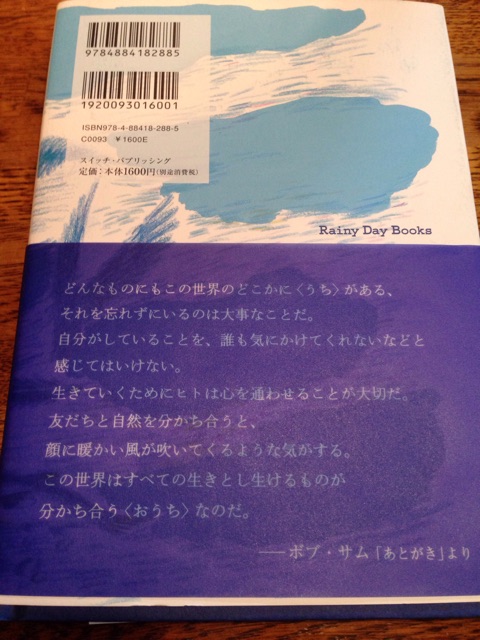 9784884182885
1920093016001
ISBN978-4-88418-288-5
C0093 ¥1600E
スイッチ・パブリッシング
定価：本体1600円(別途消費税)
Rainy Day Books
どんなものにもこの世界のどこかに〈うち〉がある、
それを忘れずにいるのは大事なことだ。
自分がしていることを、誰も気にかけてくれないなどと
感じてはいけない。
生きていくためにヒトは心を通わせることが大切だ。
友だちと自然を分かち合うと、
顔に暖かい風が吹いてくるような気がする。
この世界はすべての生きとし生けるものが
分かち合う〈おうち〉なのだ。
──ボブ・サム「あとがき」より